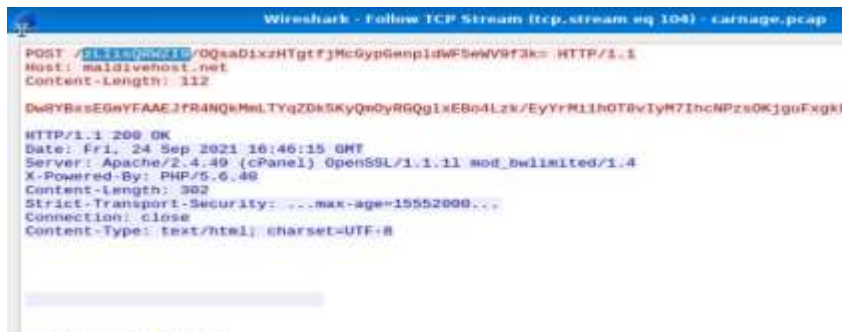 Wireshark - Follow TCP Stream (tcp.stream eq 104) - carnage.pcap
POST /zLIisQRWZI9/OQsaDixzHTgtfjMcGypGenpldWF5eWV9f3k= HTTP/1.1
Host: maldivehost.net
Content-Length: 112
HTTP/1.1 200 OK
Date: Fri, 24 Sep 2021 16:46:15 GMT
Server: Apache/2.4.49 (cPanel) OpenSSL/1.1.1l mod_bwlimited/1.4
X-Powered-By: PHP/5.6.40
Content-Length: 302
Strict-Transport-Security: ...max-age=15552000...
Connection: close
Content-Type: text/html; charset=UTF-8